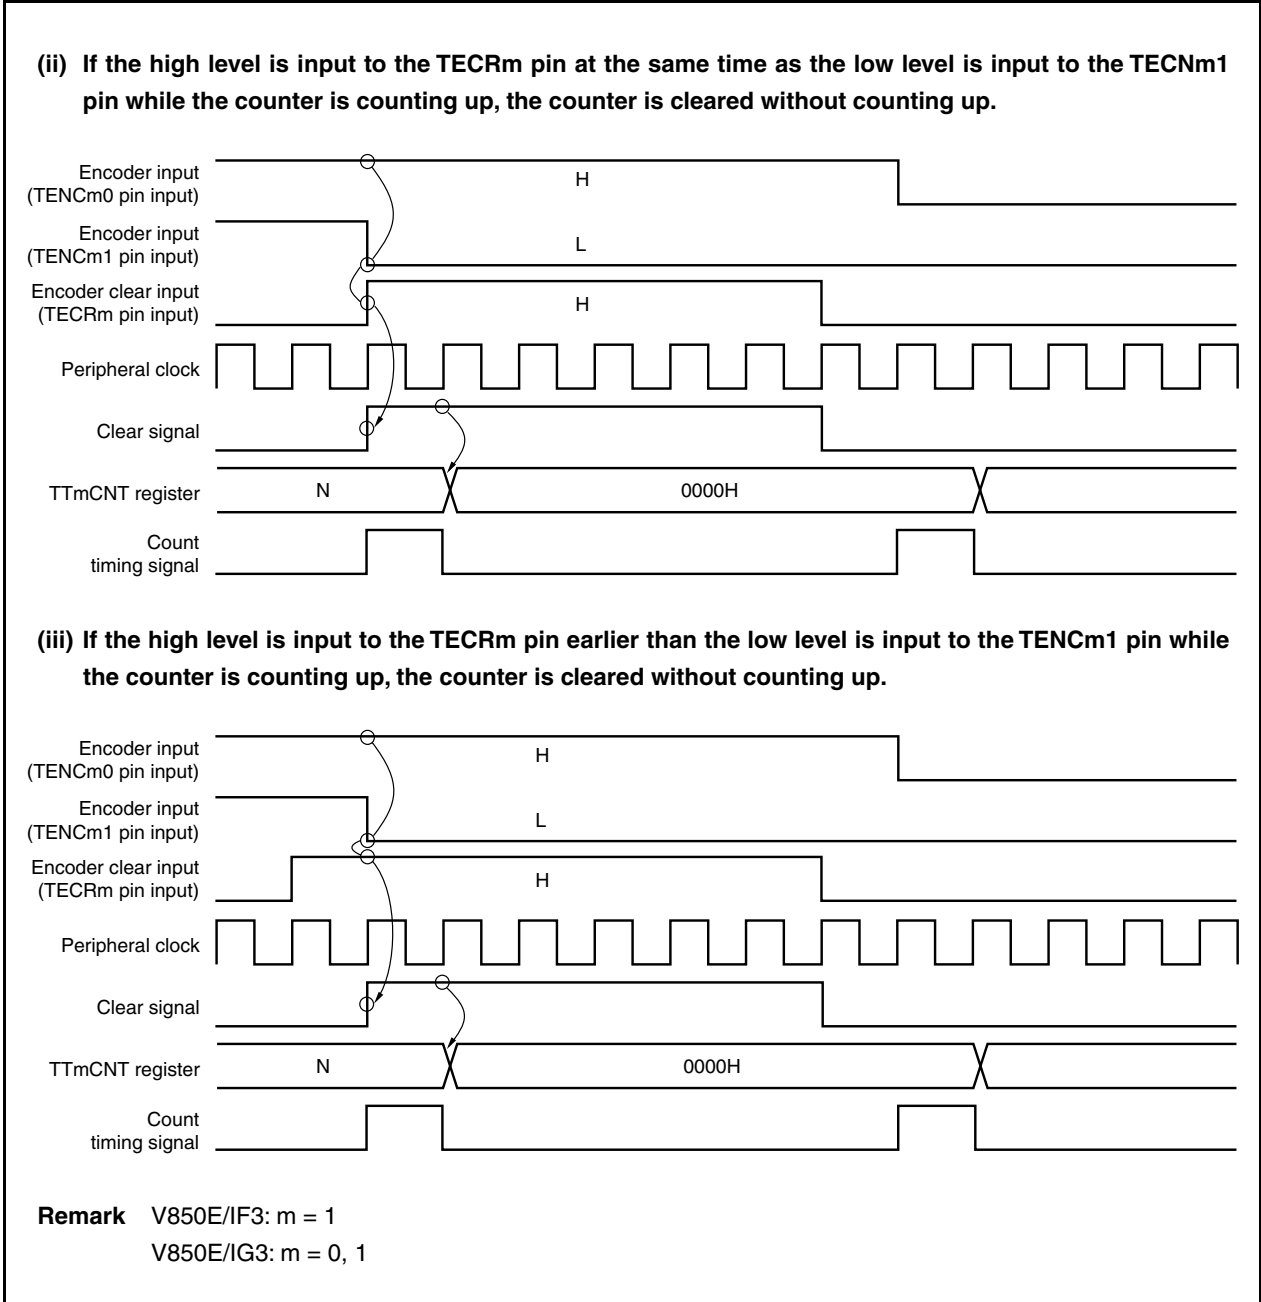 (ii) If the high level is input to the TECRm pin at the same time as the low level is input to the TECNm1
pin while the counter is counting up, the counter is cleared without counting up.
Encoder input
(TENCm0 pin input)
H
Encoder input
(TENCm1 pin input)
L
Encoder clear input
(TECRm pin input)
H
Peripheral clock
Clear signal
TTmCNT register
N
0000H
Count
timing signal
(iii) If the high level is input to the TECRm pin earlier than the low level is input to the TENCm1 pin while
the counter is counting up, the counter is cleared without counting up.
Encoder input
(TENCm0 pin input)
H
Encoder input
(TENCm1 pin input)
L
Encoder clear input
(TECRm pin input)
H
Peripheral clock
Clear signal
TTmCNT register
N
0000H
Count
timing signal
Remark V850E/IF3: m = 1
V850E/IG3: m = 0, 1